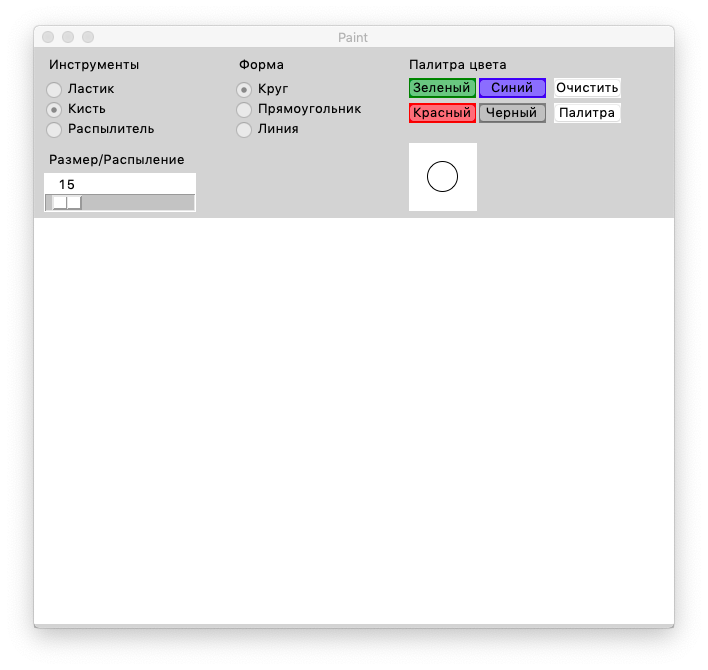 Paint
Инструменты
Ластик
Кисть
Распылитель
Размер/Распыление
15
Форма
Круг
Прямоугольник
Линия
Палитра цвета
Зеленый Синий Очистить
Красный Черный Палитра